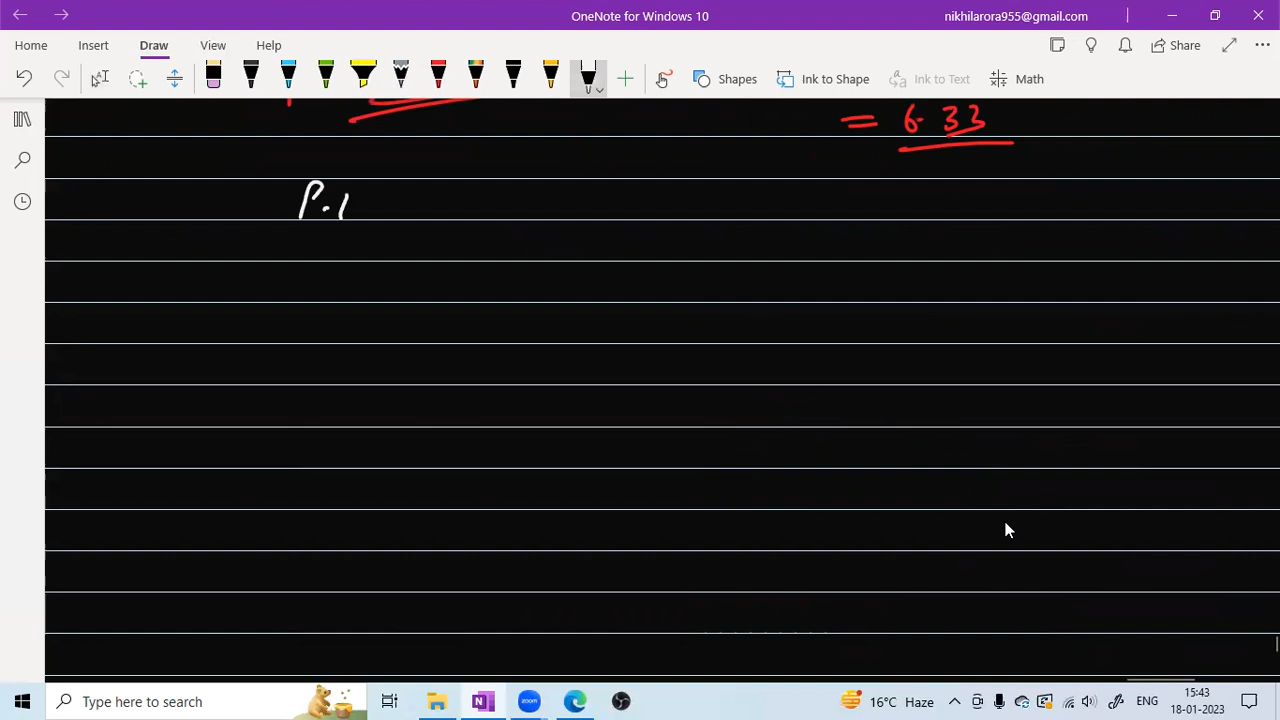 OneNote for Windows 10
nikhilarora955@gmail.com
Home Insert Draw View Help
Share
Shapes Ink to Shape Ink to Text Math
= 6.33
P.1
Type here to search
16°C Haze
ENG
15:43
18-01-2023